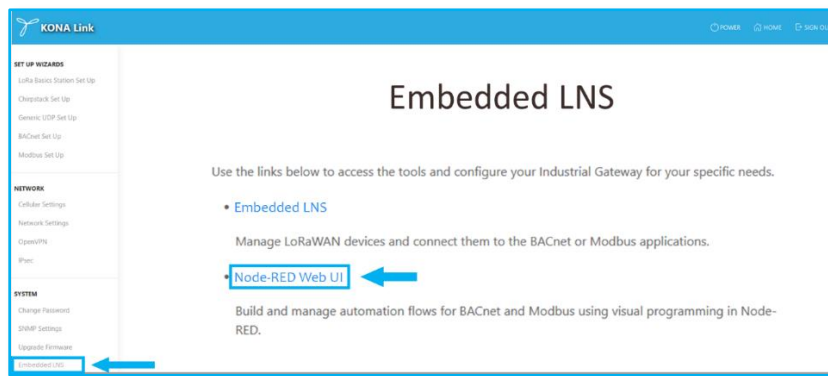 KONA Link
POWER
HOME
SIGN OU
SET UP WIZARDS
LoRa Basics Station Set Up
Chirpstack Set Up
Generic UDP Set Up
BACnet Set Up
Modbus Set Up
NETWORK
Cellular Settings
Network Settings
OpenVPN
IPsec
SYSTEM
Change Password
SNMP Settings
Upgrade Firmware
Embedded LNS
Embedded LNS
Use the links below to access the tools and configure your Industrial Gateway for your specific needs.
• Embedded LNS
Manage LoRaWAN devices and connect them to the BACnet or Modbus applications.
• Node-RED Web UI
Build and manage automation flows for BACnet and Modbus using visual programming in Node-
RED.